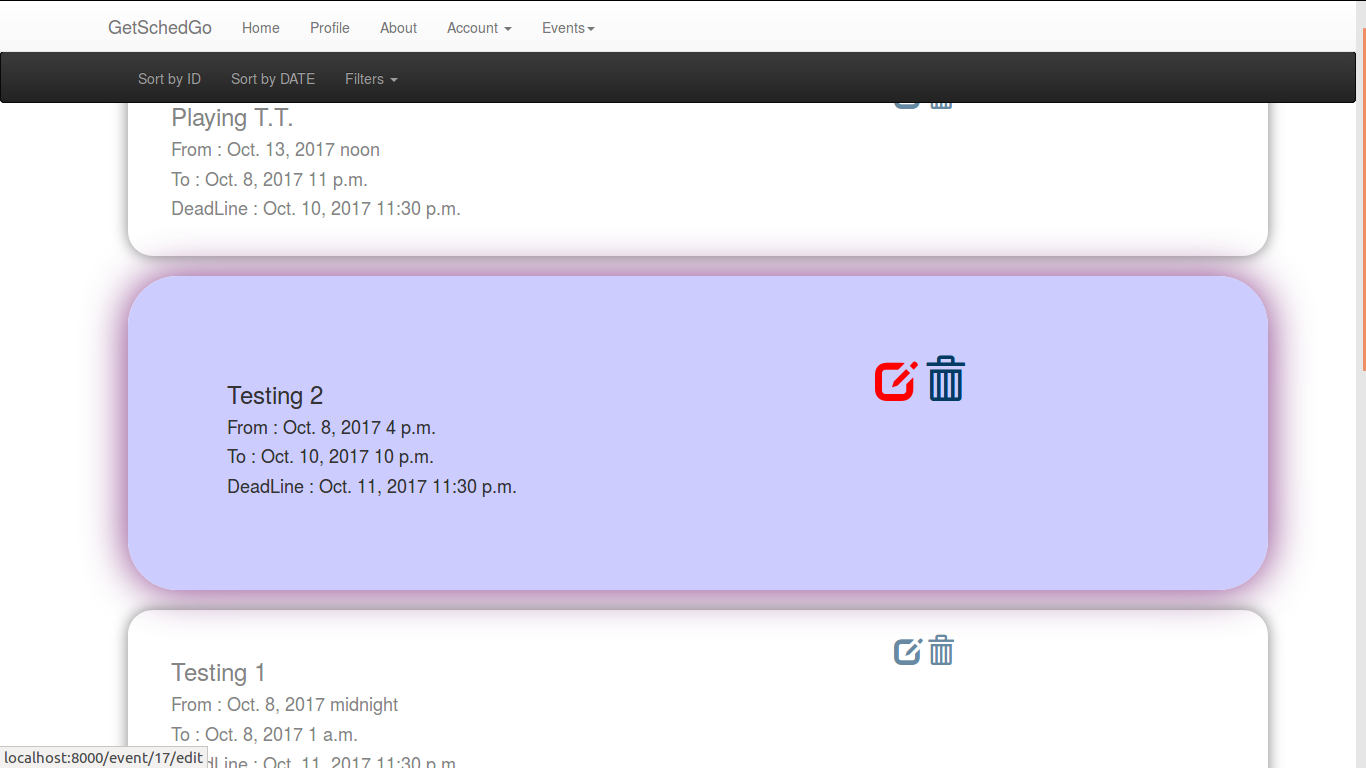 GetSchedGo Home Profile About Account Events
Sort by ID Sort by DATE Filters
Playing T.T.
From : Oct. 13, 2017 noon
To : Oct. 8, 2017 11 p.m.
DeadLine : Oct. 10, 2017 11:30 p.m.
Testing 2
From : Oct. 8, 2017 4 p.m.
To : Oct. 10, 2017 10 p.m.
DeadLine : Oct. 11, 2017 11:30 p.m.
Testing 1
From : Oct. 8, 2017 midnight
To : Oct. 8, 2017 1 a.m.
dLine : Oct. 11, 2017 11:30 p.m.
localhost:8000/event/17/edit